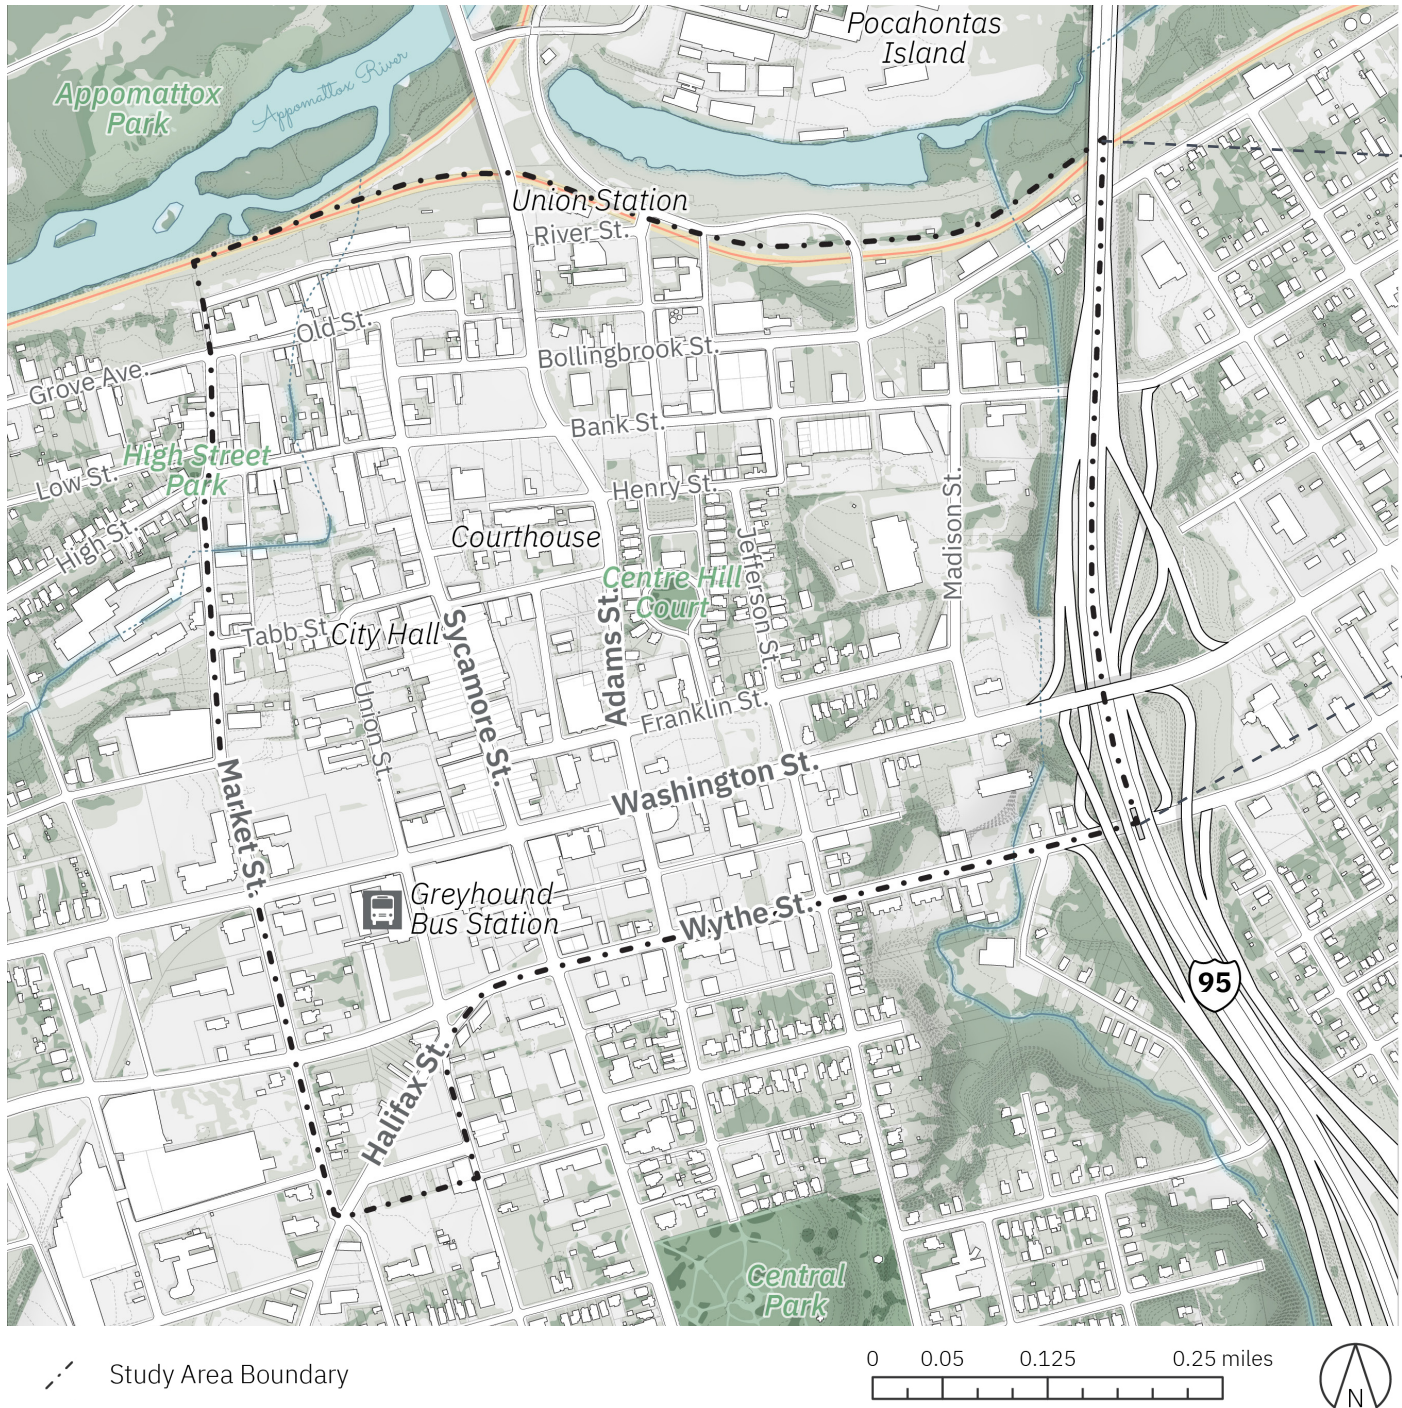 Pocahontas
Island
Appomattox
Park
Appomattox River
Union Station
River St.
Old St.
Bollingbrook St.
Grove Ave.
Bank St.
High Street
Park
Low St.
Henry St.
High St.
Courthouse
Jefferson St.
Madison St.
Centre Hill
Court
Tabb St.
City Hall
Sycamore St.
Adams St.
Union St.
Franklin St.
Market St.
Washington St.
Greyhound
Bus Station
Wythe St.
95
Halifax St.
Central
Park
Study Area Boundary
0 0.05 0.125 0.25 miles
N